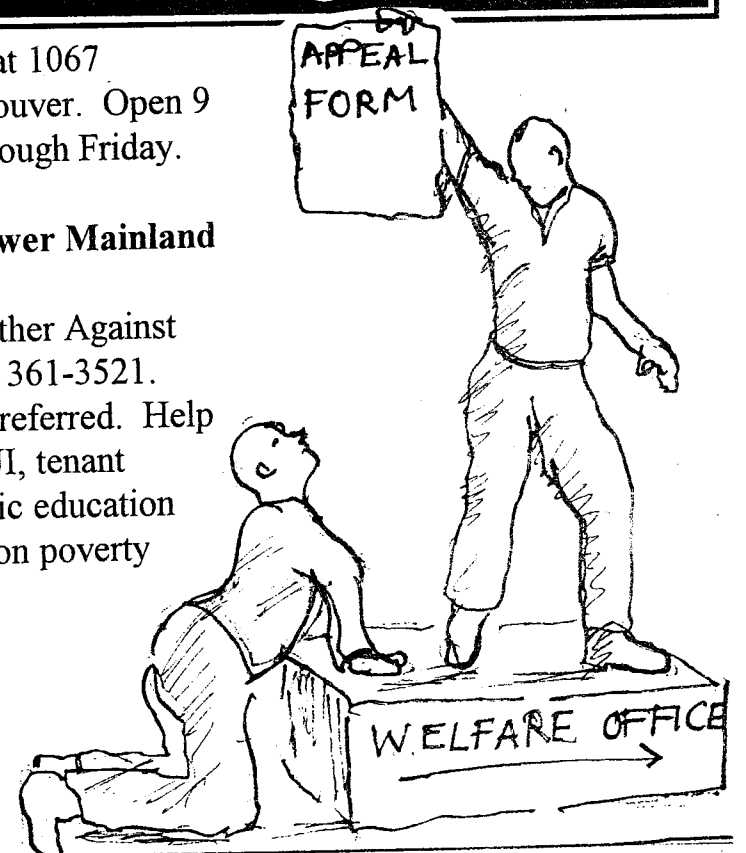 at 1067
ouver. Open 9
ough Friday.
wer Mainland
ther Against
361-3521.
referred. Help
UI, tenant
ic education
on poverty
APPEAL
FORM
WELFARE OFFICE